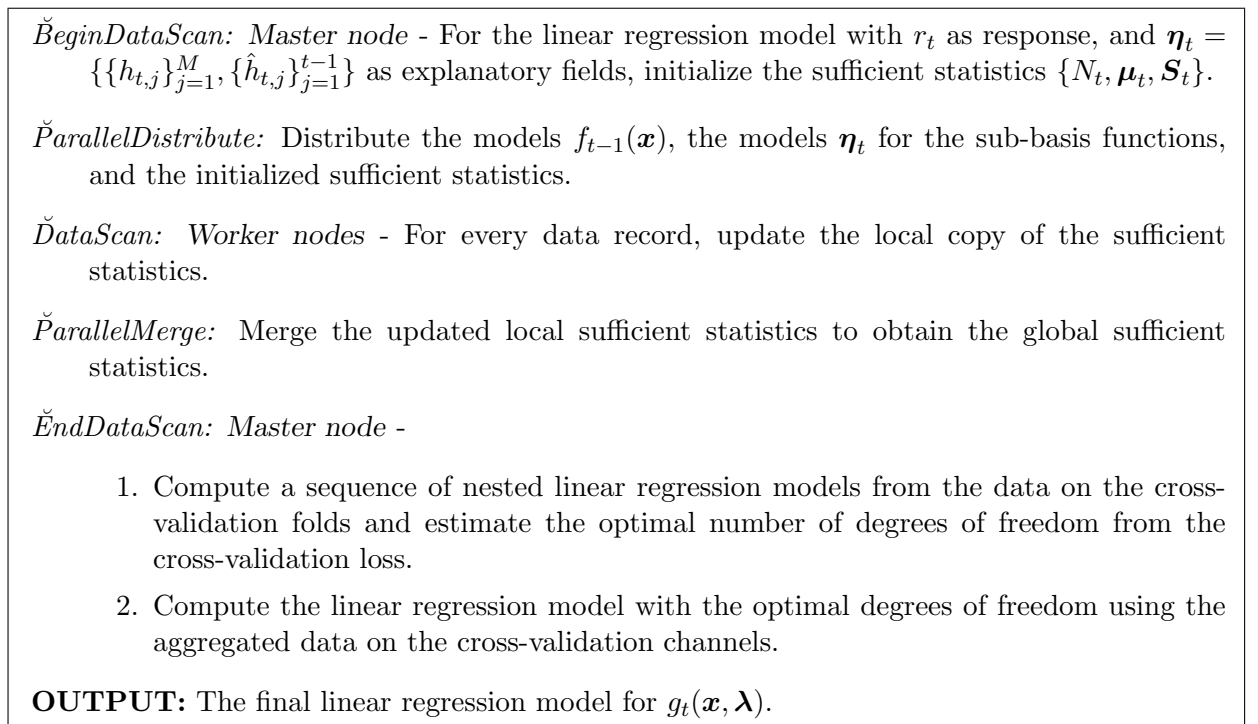 B̆eginDataScan: Master node - For the linear regression model with r_t as response, and η_t =
{{h_{t,j}}_{j=1}^{M}, {ĥ_{t,j}}_{j=1}^{t−1}} as explanatory fields, initialize the sufficient statistics {N_t, μ_t, S_t}.
P̆arallelDistribute: Distribute the models f_{t−1}(x), the models η_t for the sub-basis functions,
and the initialized sufficient statistics.
D̆ataScan: Worker nodes - For every data record, update the local copy of the sufficient
statistics.
P̆arallelMerge: Merge the updated local sufficient statistics to obtain the global sufficient
statistics.
ĔndDataScan: Master node -
1. Compute a sequence of nested linear regression models from the data on the cross-
validation folds and estimate the optimal number of degrees of freedom from the
cross-validation loss.
2. Compute the linear regression model with the optimal degrees of freedom using the
aggregated data on the cross-validation channels.
OUTPUT: The final linear regression model for g_t(x, λ).